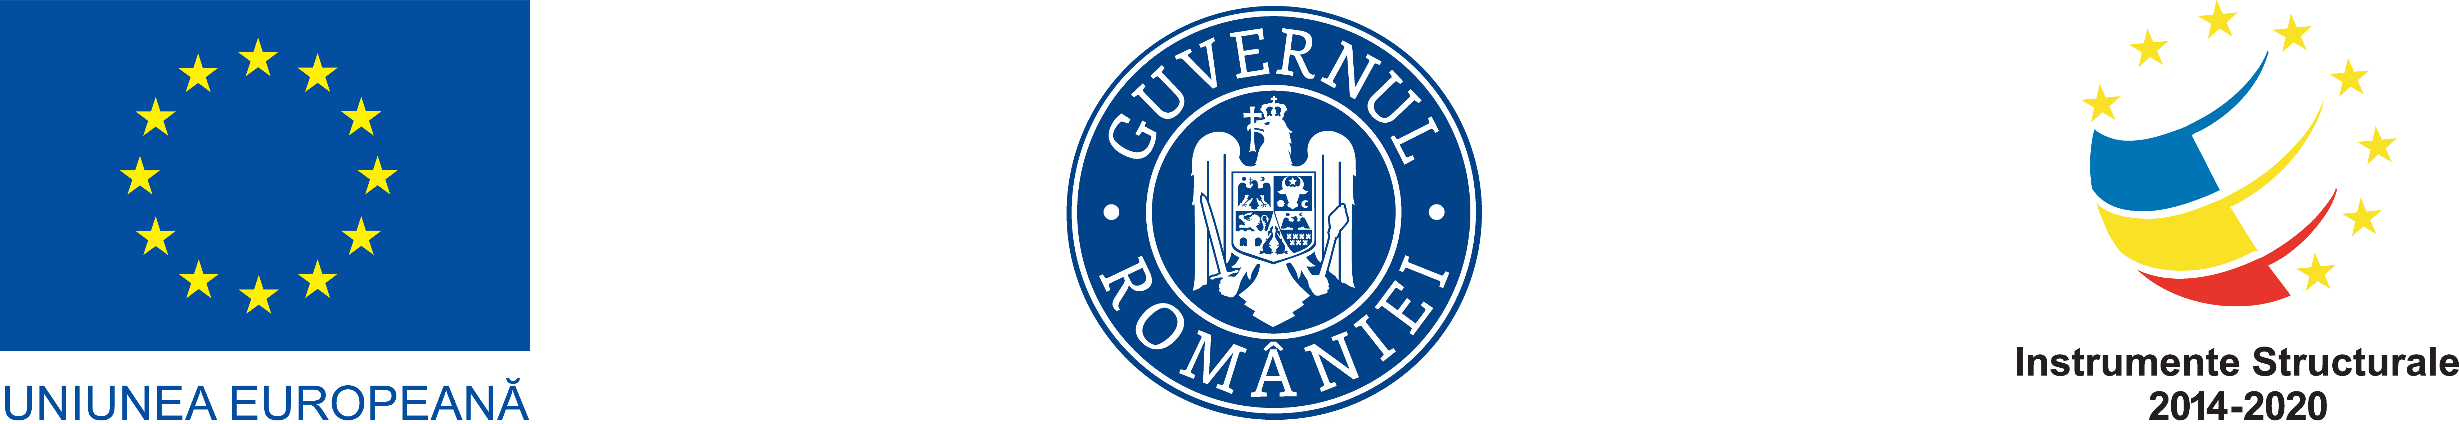 UNIUNEA EUROPEANĂ
GUVERNUL
ROMÂNIEI
Instrumente Structurale
2014-2020